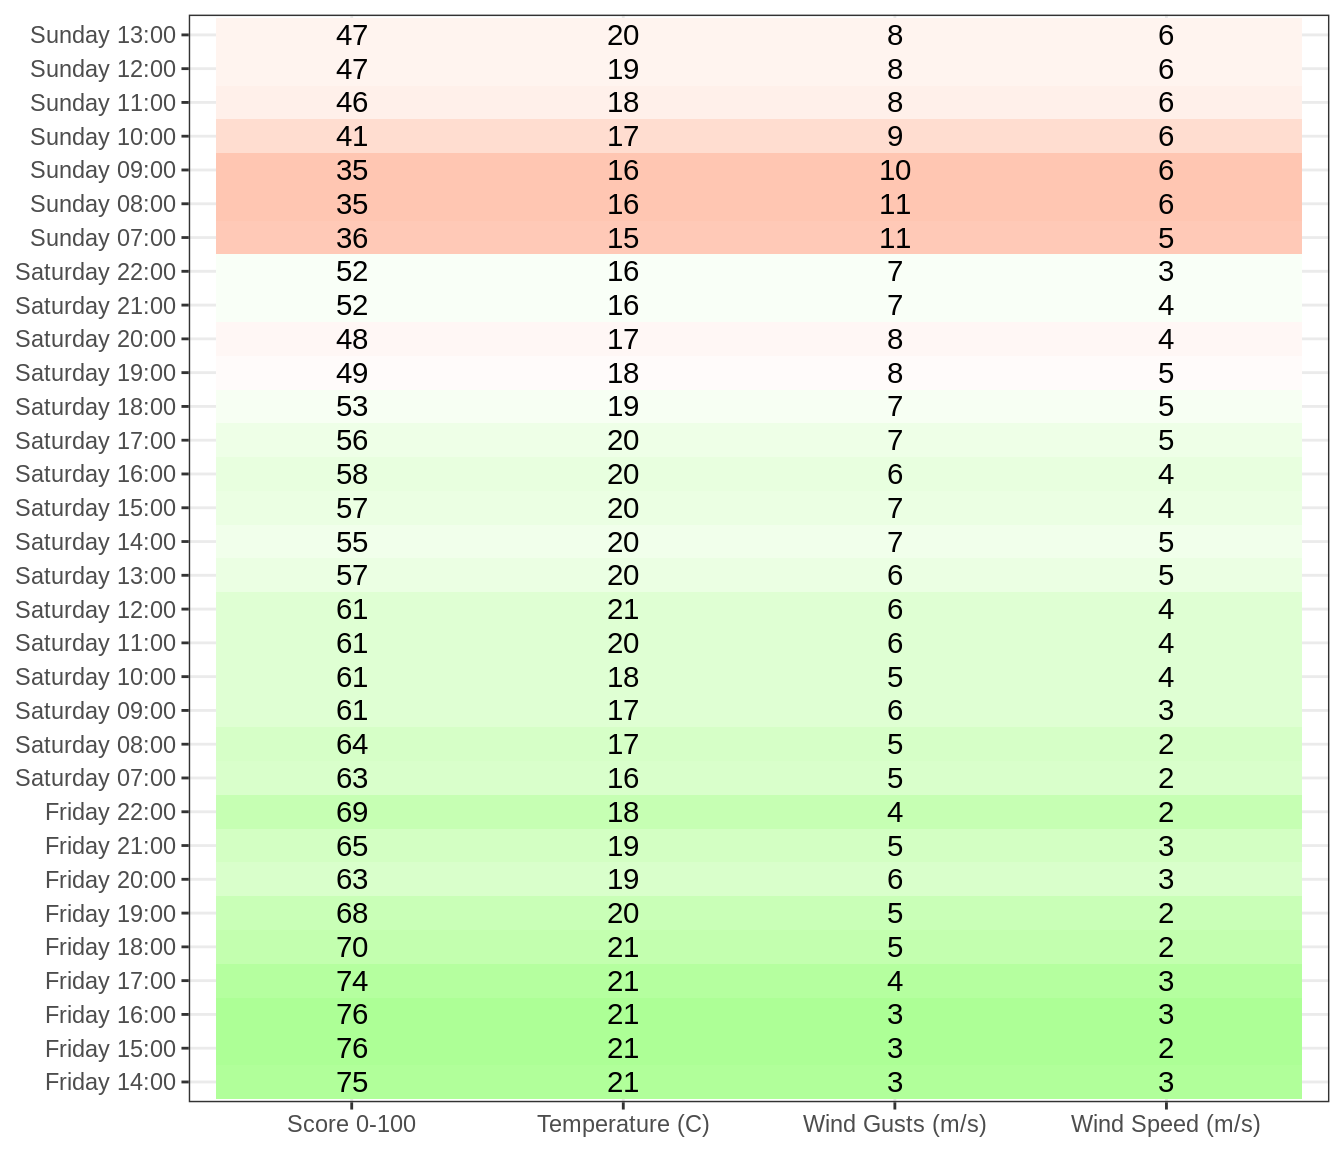 Sunday 13:00 47 20 8 6
Sunday 12:00 47 19 8 6
Sunday 11:00 46 18 8 6
Sunday 10:00 41 17 9 6
Sunday 09:00 35 16 10 6
Sunday 08:00 35 16 11 6
Sunday 07:00 36 15 11 5
Saturday 22:00 52 16 7 3
Saturday 21:00 52 16 7 4
Saturday 20:00 48 17 8 4
Saturday 19:00 49 18 8 5
Saturday 18:00 53 19 7 5
Saturday 17:00 56 20 7 5
Saturday 16:00 58 20 6 4
Saturday 15:00 57 20 7 4
Saturday 14:00 55 20 7 5
Saturday 13:00 57 20 6 5
Saturday 12:00 61 21 6 4
Saturday 11:00 61 20 6 4
Saturday 10:00 61 18 5 4
Saturday 09:00 61 17 6 3
Saturday 08:00 64 17 5 2
Saturday 07:00 63 16 5 2
Friday 22:00 69 18 4 2
Friday 21:00 65 19 5 3
Friday 20:00 63 19 6 3
Friday 19:00 68 20 5 2
Friday 18:00 70 21 5 2
Friday 17:00 74 21 4 3
Friday 16:00 76 21 3 3
Friday 15:00 76 21 3 2
Friday 14:00 75 21 3 3
Score 0-100 Temperature (C) Wind Gusts (m/s) Wind Speed (m/s)